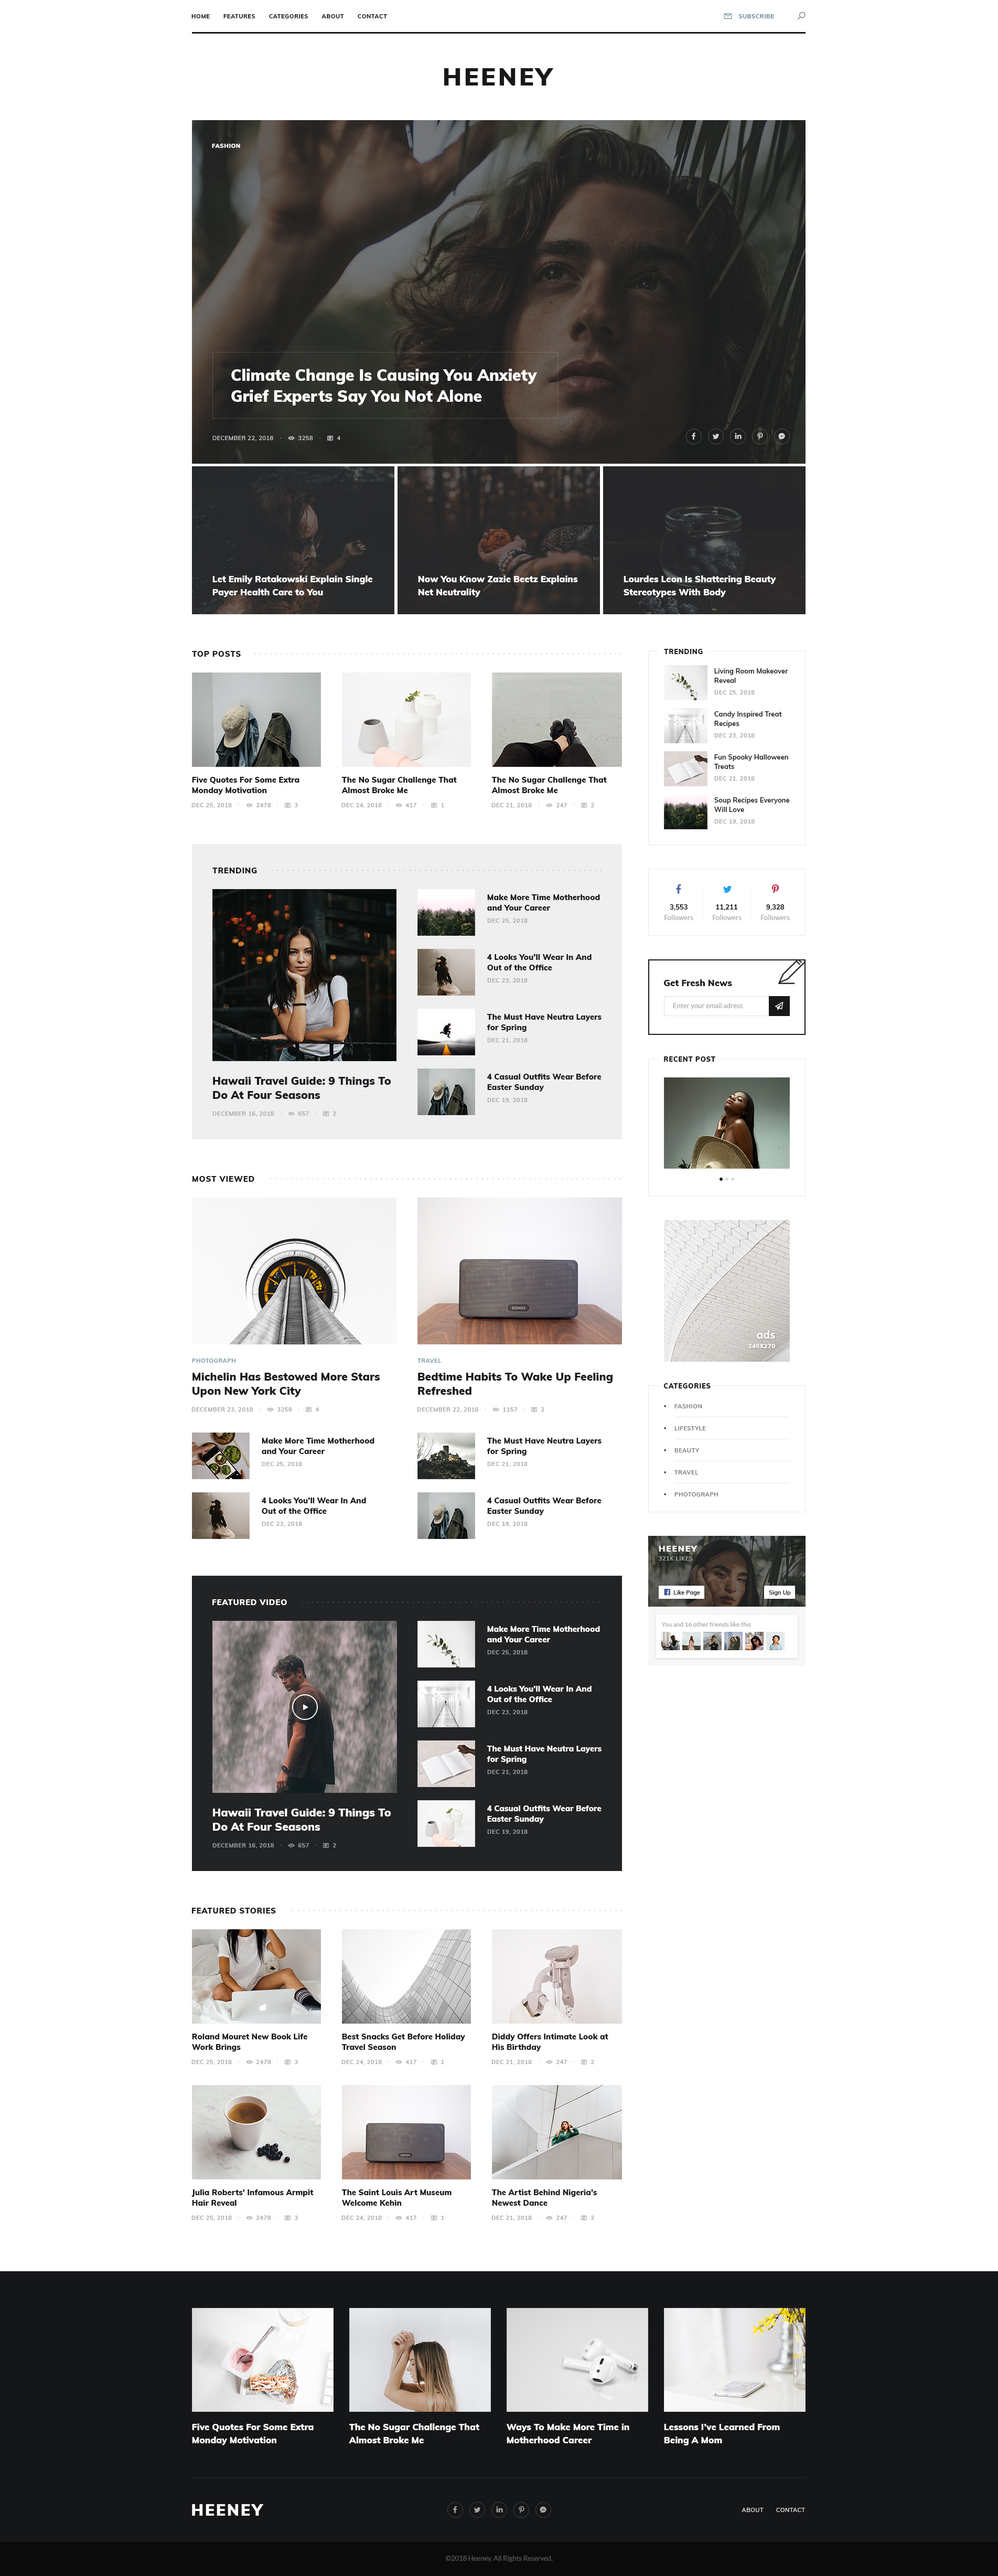 HOME FEATURES CATEGORIES ABOUT CONTACT
SUBSCRIBE
HEENEY
FASHION
Climate Change Is Causing You Anxiety
Grief Experts Say You Not Alone
DECEMBER 22, 2018 3258 4
Let Emily Ratakowski Explain Single
Payer Health Care to You
Now You Know Zazie Beetz Explains
Net Neutrality
Lourdes Leon Is Shattering Beauty
Stereotypes With Body
TOP POSTS
Five Quotes For Some Extra
Monday Motivation
DEC 25, 2018 2478 3
The No Sugar Challenge That
Almost Broke Me
DEC 24, 2018 417 1
The No Sugar Challenge That
Almost Broke Me
DEC 21, 2018 247 2
TRENDING
Hawaii Travel Guide: 9 Things To
Do At Four Seasons
DECEMBER 16, 2018 657 2
Make More Time Motherhood
and Your Career
DEC 25, 2018
4 Looks You'll Wear In And
Out of the Office
DEC 23, 2018
The Must Have Neutra Layers
for Spring
DEC 21, 2018
4 Casual Outfits Wear Before
Easter Sunday
DEC 19, 2018
MOST VIEWED
PHOTOGRAPH
Michelin Has Bestowed More Stars
Upon New York City
DECEMBER 23, 2018 3258 4
Make More Time Motherhood
and Your Career
DEC 25, 2018
4 Looks You'll Wear In And
Out of the Office
DEC 23, 2018
SONOS
TRAVEL
Bedtime Habits To Wake Up Feeling
Refreshed
DECEMBER 22, 2018 1157 2
The Must Have Neutra Layers
for Spring
DEC 21, 2018
4 Casual Outfits Wear Before
Easter Sunday
DEC 19, 2018
FEATURED VIDEO
Hawaii Travel Guide: 9 Things To
Do At Four Seasons
DECEMBER 16, 2018 657 2
Make More Time Motherhood
and Your Career
DEC 25, 2018
4 Looks You'll Wear In And
Out of the Office
DEC 23, 2018
The Must Have Neutra Layers
for Spring
DEC 21, 2018
4 Casual Outfits Wear Before
Easter Sunday
DEC 19, 2018
FEATURED STORIES
Roland Mouret New Book Life
Work Brings
DEC 25, 2018 2478 3
Best Snacks Get Before Holiday
Travel Season
DEC 24, 2018 417 1
Diddy Offers Intimate Look at
His Birthday
DEC 21, 2018 247 2
Julia Roberts' Infamous Armpit
Hair Reveal
DEC 25, 2018 2478 3
The Saint Louis Art Museum
Welcome Kehin
DEC 24, 2018 417 1
The Artist Behind Nigeria's
Newest Dance
DEC 21, 2018 247 2
TRENDING
Living Room Makeover
Reveal
DEC 25, 2018
Candy Inspired Treat
Recipes
DEC 23, 2018
Fun Spooky Halloween
Treats
DEC 21, 2018
Soup Recipes Everyone
Will Love
DEC 19, 2018
3,553
Followers
11,211
Followers
9,328
Followers
Get Fresh News
Enter your email adress
RECENT POST
ads
240X270
CATEGORIES
FASHION
LIFESTYLE
BEAUTY
TRAVEL
PHOTOGRAPH
HEENEY
321K LIKES
Like Page
Sign Up
You and 16 other friends like this
Five Quotes For Some Extra
Monday Motivation
The No Sugar Challenge That
Almost Broke Me
Ways To Make More Time in
Motherhood Career
Lessons I've Learned From
Being A Mom
HEENEY
ABOUT CONTACT
©2018 Heeney. All Rights Reserved.